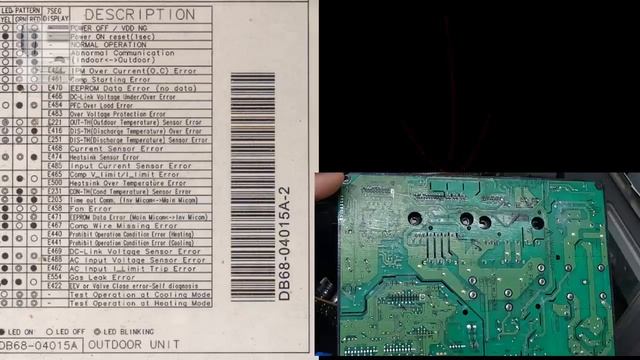 LED PATTERN 7SEG DISPLAY DESCRIPTION
YEL GRN RED
POWER OFF / VDD NG
Power ON reset(1sec)
NORMAL OPERATION
Abnormal Communication
(Indoor<->Outdoor)
E464 IPM Over Current(O.C) Error
E461 Comp Starting Error
E470 EEPROM Data Error (no data)
E466 DC-Link Voltage Under/Over Error
E484 PFC Over Load Error
E483 Over Voltage Protection Error
E221 OUT-TH(Outdoor Temperature) Sensor Error
E416 DIS-TH(Discharge Temperature) Over Error
E251 DIS-TH(Discharge Temperature) Sensor Error
E468 Current Sensor Error
E474 Heatsink Sensor Error
E485 Input Current Sensor Error
E465 Comp V_limit/I_limit Error
E500 Heatsink Over Temperature Error
E231 CON-TH(Cond Temperature) Sensor Error
E203 Time out Comm. (Inv Micom<->Main Micom)
E458 Fan Error
E471 EEPROM Data Error (Main Micom<->Inv Micom)
E467 Comp Wire Missing Error
E440 Prohibit Operation Condition Error (Heating)
E441 Prohibit Operation Condition Error (Cooling)
E469 DC-Link Voltage Sensor Error
E488 AC Input Voltage Sensor Error
E462 AC Input I_Limit Trip Error
E554 Gas Leak Error
E422 EEV or Valve Close error-Self diagnosis
Test Operation at Cooling Mode
Test Operation at Heating Mode
LED ON LED OFF LED BLINKING
DB68-04015A OUTDOOR UNIT
DB68-04015A-2